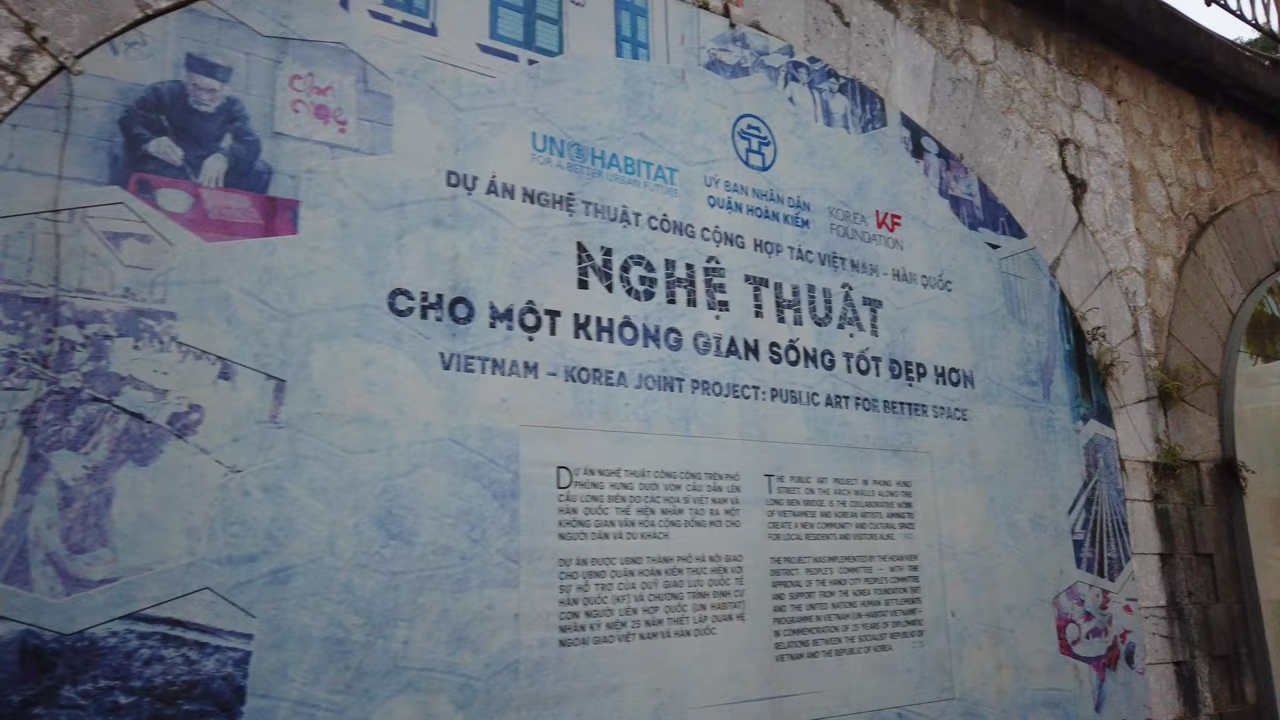 UN HABITAT
FOR A BETTER URBAN FUTURE
UỶ BAN NHÂN DÂN
QUẬN HOÀN KIẾM
KOREA KF
FOUNDATION
DỰ ÁN NGHỆ THUẬT CÔNG CỘNG HỢP TÁC VIỆT NAM - HÀN QUỐC
NGHỆ THUẬT
CHO MỘT KHÔNG GIAN SỐNG TỐT ĐẸP HƠN
VIETNAM - KOREA JOINT PROJECT: PUBLIC ART FOR BETTER SPACE
DỰ ÁN NGHỆ THUẬT CÔNG CỘNG TRÊN PHỐ
PHÙNG HƯNG DƯỚI VÒM CẦU DẪN LÊN
CẦU LONG BIÊN DO CÁC HỌA SĨ VIỆT NAM VÀ
HÀN QUỐC THỂ HIỆN NHẰM TẠO RA MỘT
KHÔNG GIAN VĂN HÓA CỘNG ĐỒNG MỚI CHO
NGƯỜI DÂN VÀ DU KHÁCH.
DỰ ÁN ĐƯỢC UBND THÀNH PHỐ HÀ NỘI GIAO
CHO UBND QUẬN HOÀN KIẾM THỰC HIỆN VỚI
SỰ HỖ TRỢ CỦA QUỸ GIAO LƯU QUỐC TẾ
HÀN QUỐC (KF) VÀ CHƯƠNG TRÌNH ĐỊNH CƯ
CON NGƯỜI LIÊN HỢP QUỐC (UN HABITAT)
NHÂN KỶ NIỆM 25 NĂM THIẾT LẬP QUAN HỆ
NGOẠI GIAO VIỆT NAM VÀ HÀN QUỐC.
THE PUBLIC ART PROJECT IN PHUNG HUNG
STREET, ON THE ARCH WALLS ALONG THE
LONG BIEN BRIDGE, IS THE COLLABORATIVE WORK
OF VIETNAMESE AND KOREAN ARTISTS, AIMING TO
CREATE A NEW COMMUNITY AND CULTURAL SPACE
FOR LOCAL RESIDENTS AND VISITORS ALIKE.
THE PROJECT WAS IMPLEMENTED BY THE HOAN KIEM
DISTRICT PEOPLE'S COMMITTEE - WITH THE
APPROVAL OF THE HANOI CITY PEOPLE'S COMMITTEE
AND SUPPORT FROM THE KOREA FOUNDATION (KF)
AND THE UNITED NATIONS HUMAN SETTLEMENTS
PROGRAMME IN VIETNAM (UN-HABITAT VIETNAM) -
IN COMMEMORATION OF 25 YEARS OF DIPLOMATIC
RELATIONS BETWEEN THE SOCIALIST REPUBLIC OF
VIETNAM AND THE REPUBLIC OF KOREA.